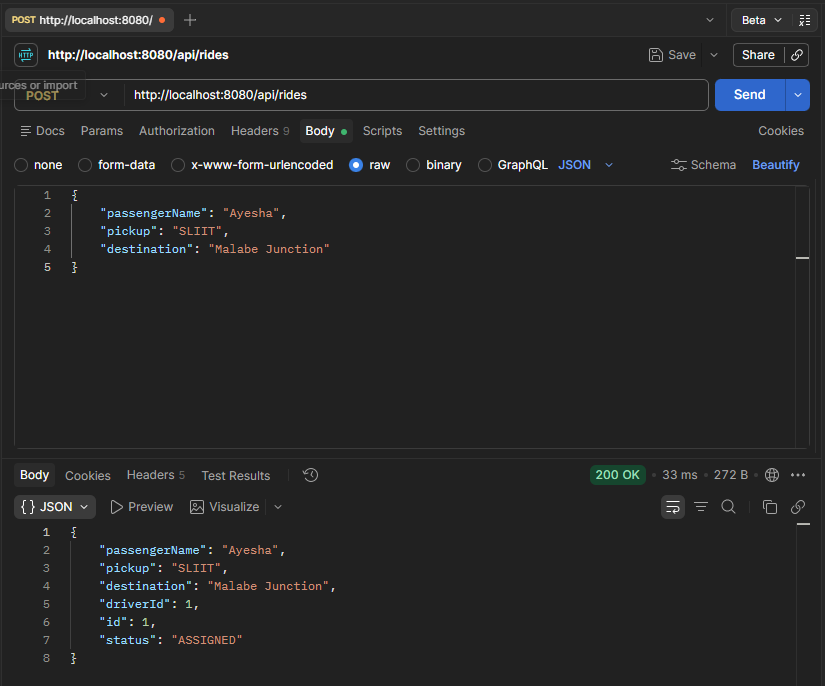 POST http://localhost:8080/
Beta
HTTP http://localhost:8080/api/rides
Save
Share
urces or import
POST
http://localhost:8080/api/rides
Send
Docs Params Authorization Headers 9 Body Scripts Settings Cookies
none form-data x-www-form-urlencoded raw binary GraphQL JSON Schema Beautify
1 {
2 "passengerName": "Ayesha",
3 "pickup": "SLIIT",
4 "destination": "Malabe Junction"
5 }
Body Cookies Headers 5 Test Results 200 OK 33 ms 272 B
{} JSON Preview Visualize
1 {
2 "passengerName": "Ayesha",
3 "pickup": "SLIIT",
4 "destination": "Malabe Junction",
5 "driverId": 1,
6 "id": 1,
7 "status": "ASSIGNED"
8 }